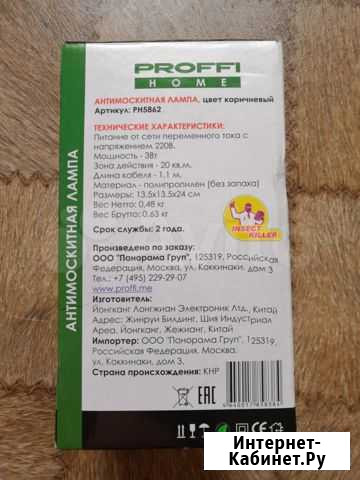 PROFFI
HOME
АНТИМОСКИТНАЯ ЛАМПА, цвет коричневый
Артикул: PH5862
ТЕХНИЧЕСКИЕ ХАРАКТЕРИСТИКИ:
Питание от сети переменного тока с
напряжением 220В.
Мощность - 3Вт
Зона действия - 20 кв.м.
Длина кабеля - 1,1 м.
Материал - полипропилен (без запаха)
Размеры: 13.5x13.5x24 см
Вес Нетто: 0,48 кг
Вес Брутто: 0.63 кг
Срок службы: 2 года.
INSECT
KILLER
Произведено по заказу:
ООО "Панорама Груп", 125319, Российская
Федерация, Москва, ул. Коккинаки, дом 3
Тел.: +7 (495) 229-29-07
www.proffi.me
Изготовитель:
Йонгканг Лонгжиан Электроник Лтд., Китай
Адрес: Жинруи Билдинг, Шия Индустриал
Ареа, Йонгканг, Жежианг, Китай
Импортер: ООО "Панорама Груп", 125319,
Российская Федерация, Москва,
ул. Коккинаки, дом 3.
Страна происхождения: КНР
EAC
АНТИМОСКИТНАЯ ЛАМПА
Интернет-
Кабинет.Ру